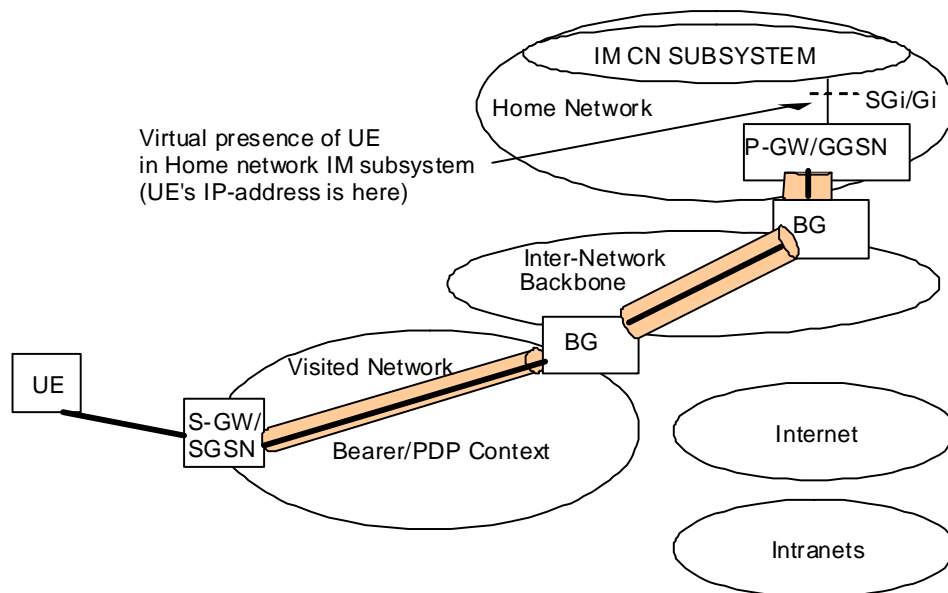 IM CN SUBSYSTEM
Home Network
SGi/Gi
Virtual presence of UE
in Home network IM subsystem
(UE's IP-address is here)
P-GW/GGSN
BG
Inter-Network
Backbone
BG
Visited Network
UE
S-GW/
SGSN
Bearer/PDP Context
Internet
Intranets